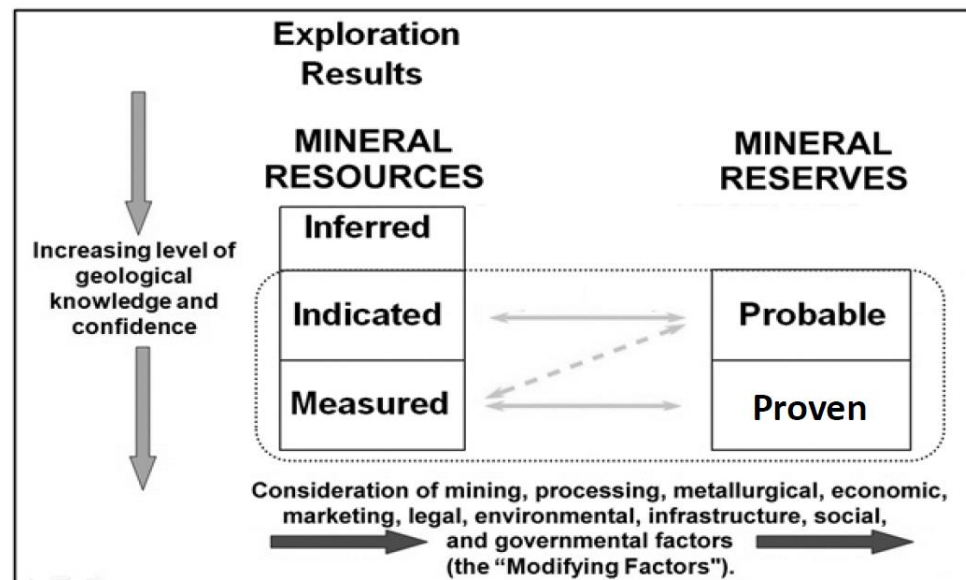 Exploration
Results
MINERAL
RESOURCES
MINERAL
RESERVES
Inferred
Increasing level of
geological
knowledge and
confidence
Indicated
Probable
Measured
Proven
Consideration of mining, processing, metallurgical, economic,
marketing, legal, environmental, infrastructure, social,
and governmental factors
(the “Modifying Factors").